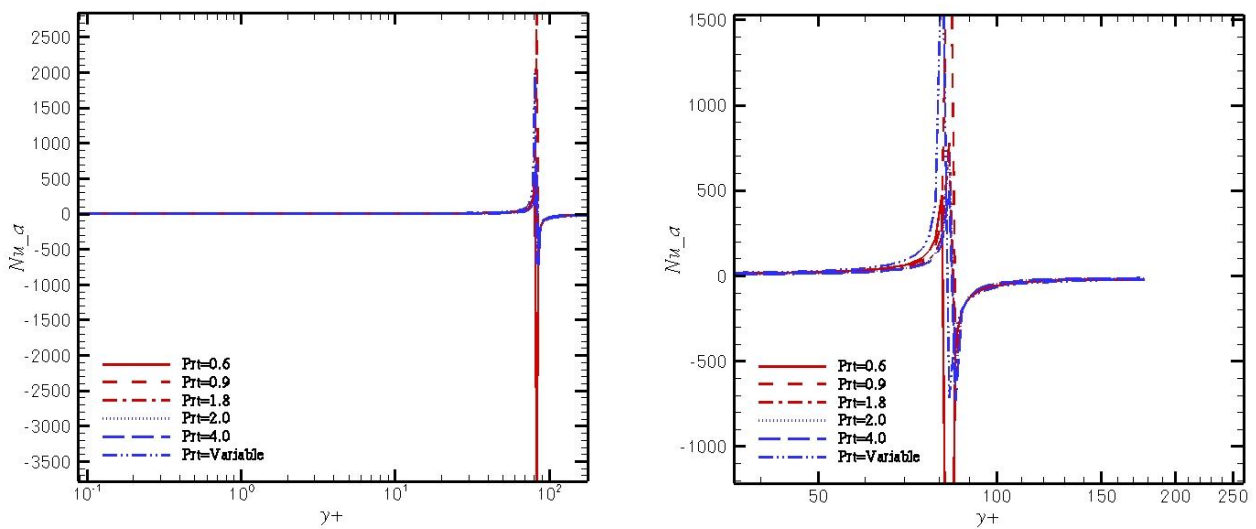 2500
2000
1500
1000
500
0
-500
-1000
-1500
-2000
-2500
-3000
-3500
Nu_a
Prt=0.6
Prt=0.9
Prt=1.8
Prt=2.0
Prt=4.0
Prt=Variable
10-1
100
101
102
y+
1500
1000
500
0
-500
-1000
Nu_a
Prt=0.6
Prt=0.9
Prt=1.8
Prt=2.0
Prt=4.0
Prt=Variable
50
100
150
200
250
y+